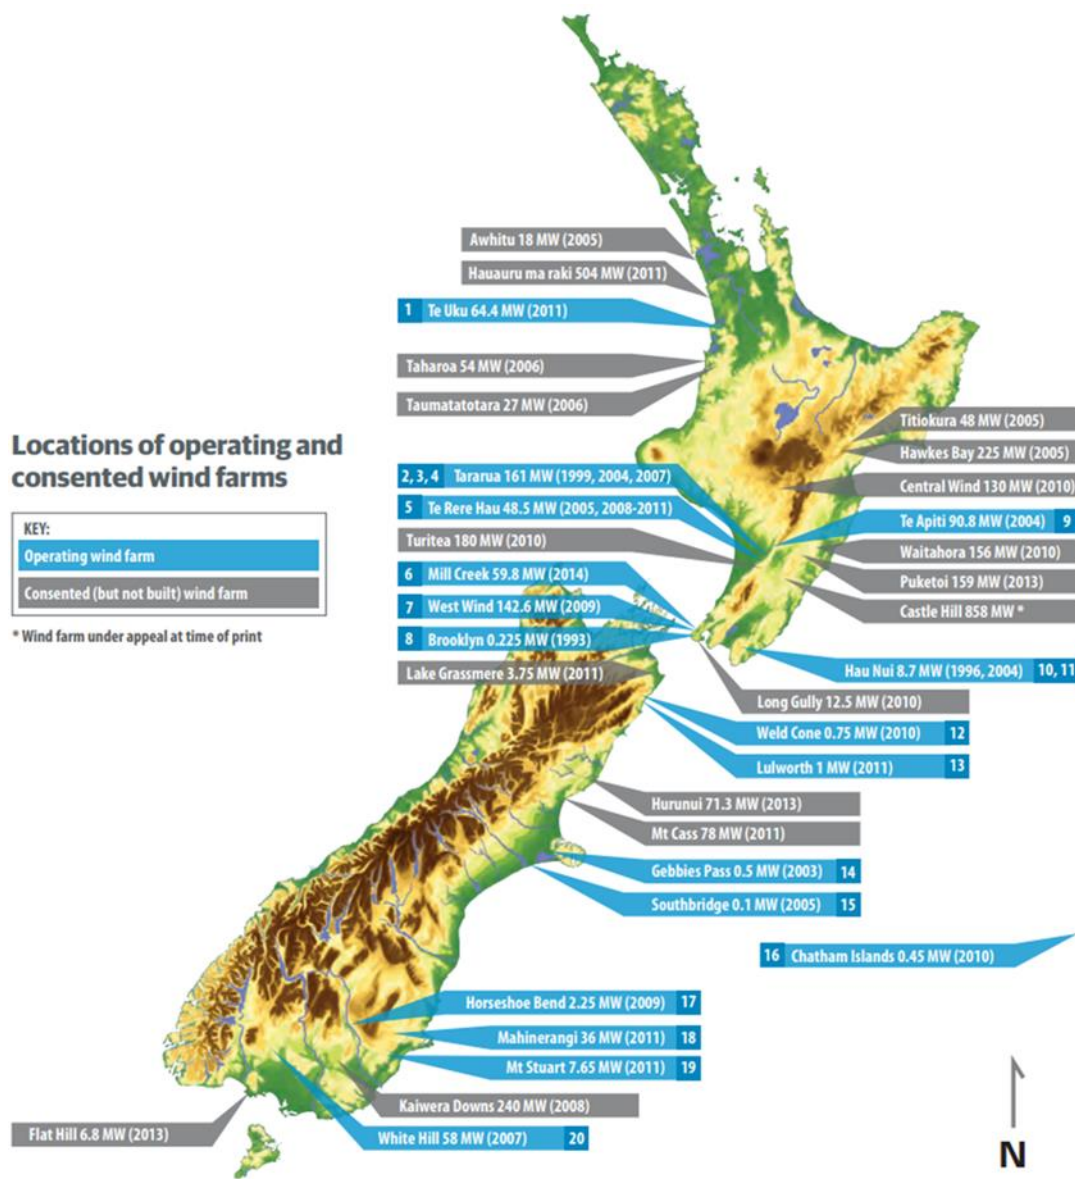 Awhitu 18 MW (2005)
Hauauru ma raki 504 MW (2011)
1 Te Uku 64.4 MW (2011)
Taharoa 54 MW (2006)
Taumatatotara 27 MW (2006)
Titiokura 48 MW (2005)
Hawkes Bay 225 MW (2005)
Central Wind 130 MW (2010)
Te Apiti 90.8 MW (2004) 9
Waitahora 156 MW (2010)
Puketoi 159 MW (2013)
Castle Hill 858 MW *
Locations of operating and
consented wind farms
KEY:
Operating wind farm
Consented (but not built) wind farm
* Wind farm under appeal at time of print
2, 3, 4 Tararua 161 MW (1999, 2004, 2007)
5 Te Rere Hau 48.5 MW (2005, 2008-2011)
Turitea 180 MW (2010)
6 Mill Creek 59.8 MW (2014)
7 West Wind 142.6 MW (2009)
8 Brooklyn 0.225 MW (1993)
Lake Grassmere 3.75 MW (2011)
Hau Nui 8.7 MW (1996, 2004) 10, 11
Long Gully 12.5 MW (2010)
Weld Cone 0.75 MW (2010) 12
Lulworth 1 MW (2011) 13
Hurunui 71.3 MW (2013)
Mt Cass 78 MW (2011)
Gebbies Pass 0.5 MW (2003) 14
Southbridge 0.1 MW (2005) 15
16 Chatham Islands 0.45 MW (2010)
Horseshoe Bend 2.25 MW (2009) 17
Mahinerangi 36 MW (2011) 18
Mt Stuart 7.65 MW (2011) 19
Kaiwera Downs 240 MW (2008)
Flat Hill 6.8 MW (2013)
White Hill 58 MW (2007) 20
N